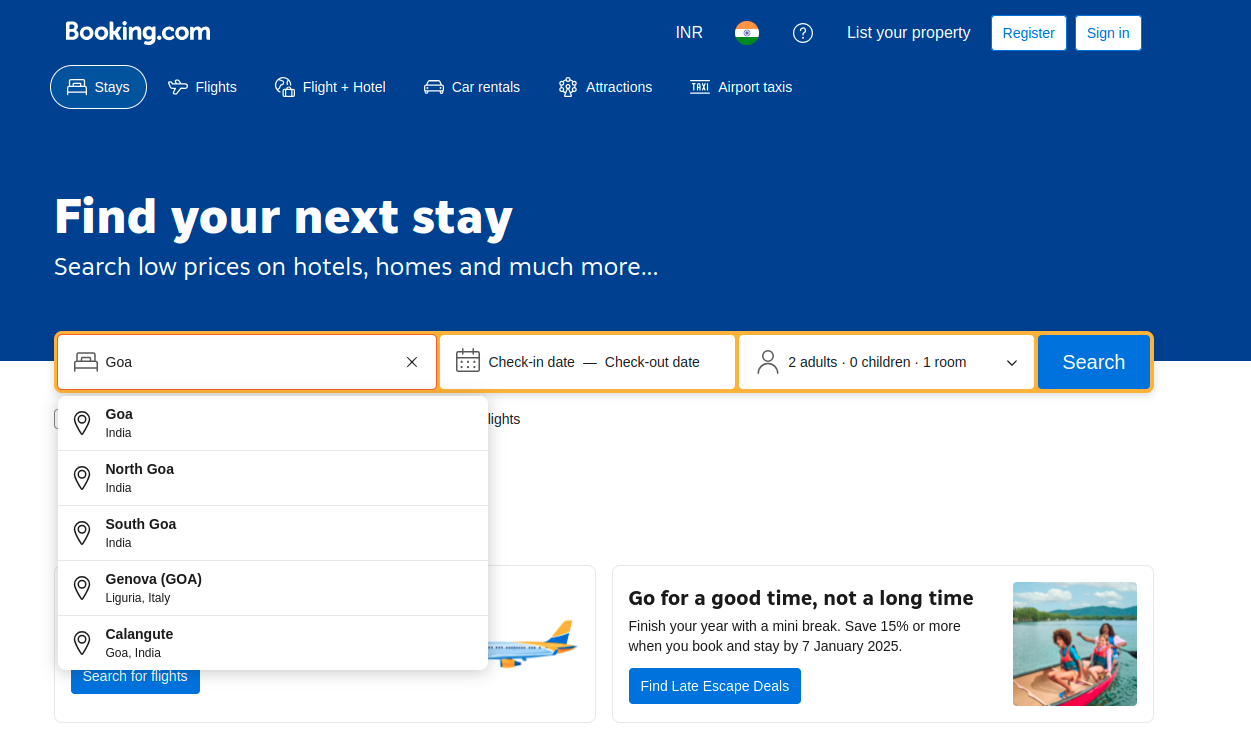 Booking.com
INR
List your property
Register
Sign in
Stays
Flights
Flight + Hotel
Car rentals
Attractions
TAXI
Airport taxis
Find your next stay
Search low prices on hotels, homes and much more...
Goa
Check-in date — Check-out date
2 adults · 0 children · 1 room
Search
lights
Goa
India
North Goa
India
South Goa
India
Genova (GOA)
Liguria, Italy
Calangute
Goa, India
Search for flights
Go for a good time, not a long time
Finish your year with a mini break. Save 15% or more
when you book and stay by 7 January 2025.
Find Late Escape Deals